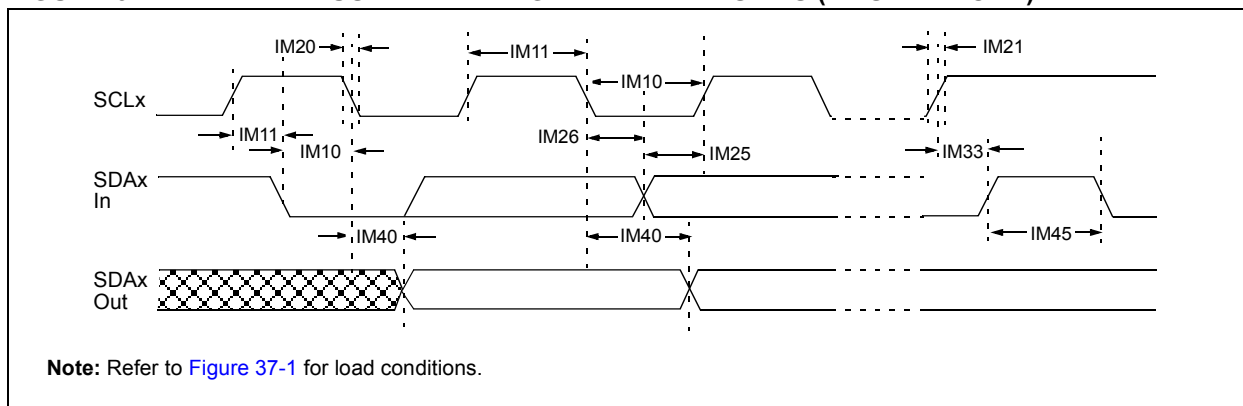 IM20
IM11
IM21
IM10
SCLx
IM11
IM26
IM10
IM25
IM33
SDAx
In
IM40
IM40
IM45
SDAx
Out
Note: Refer to Figure 37-1 for load conditions.